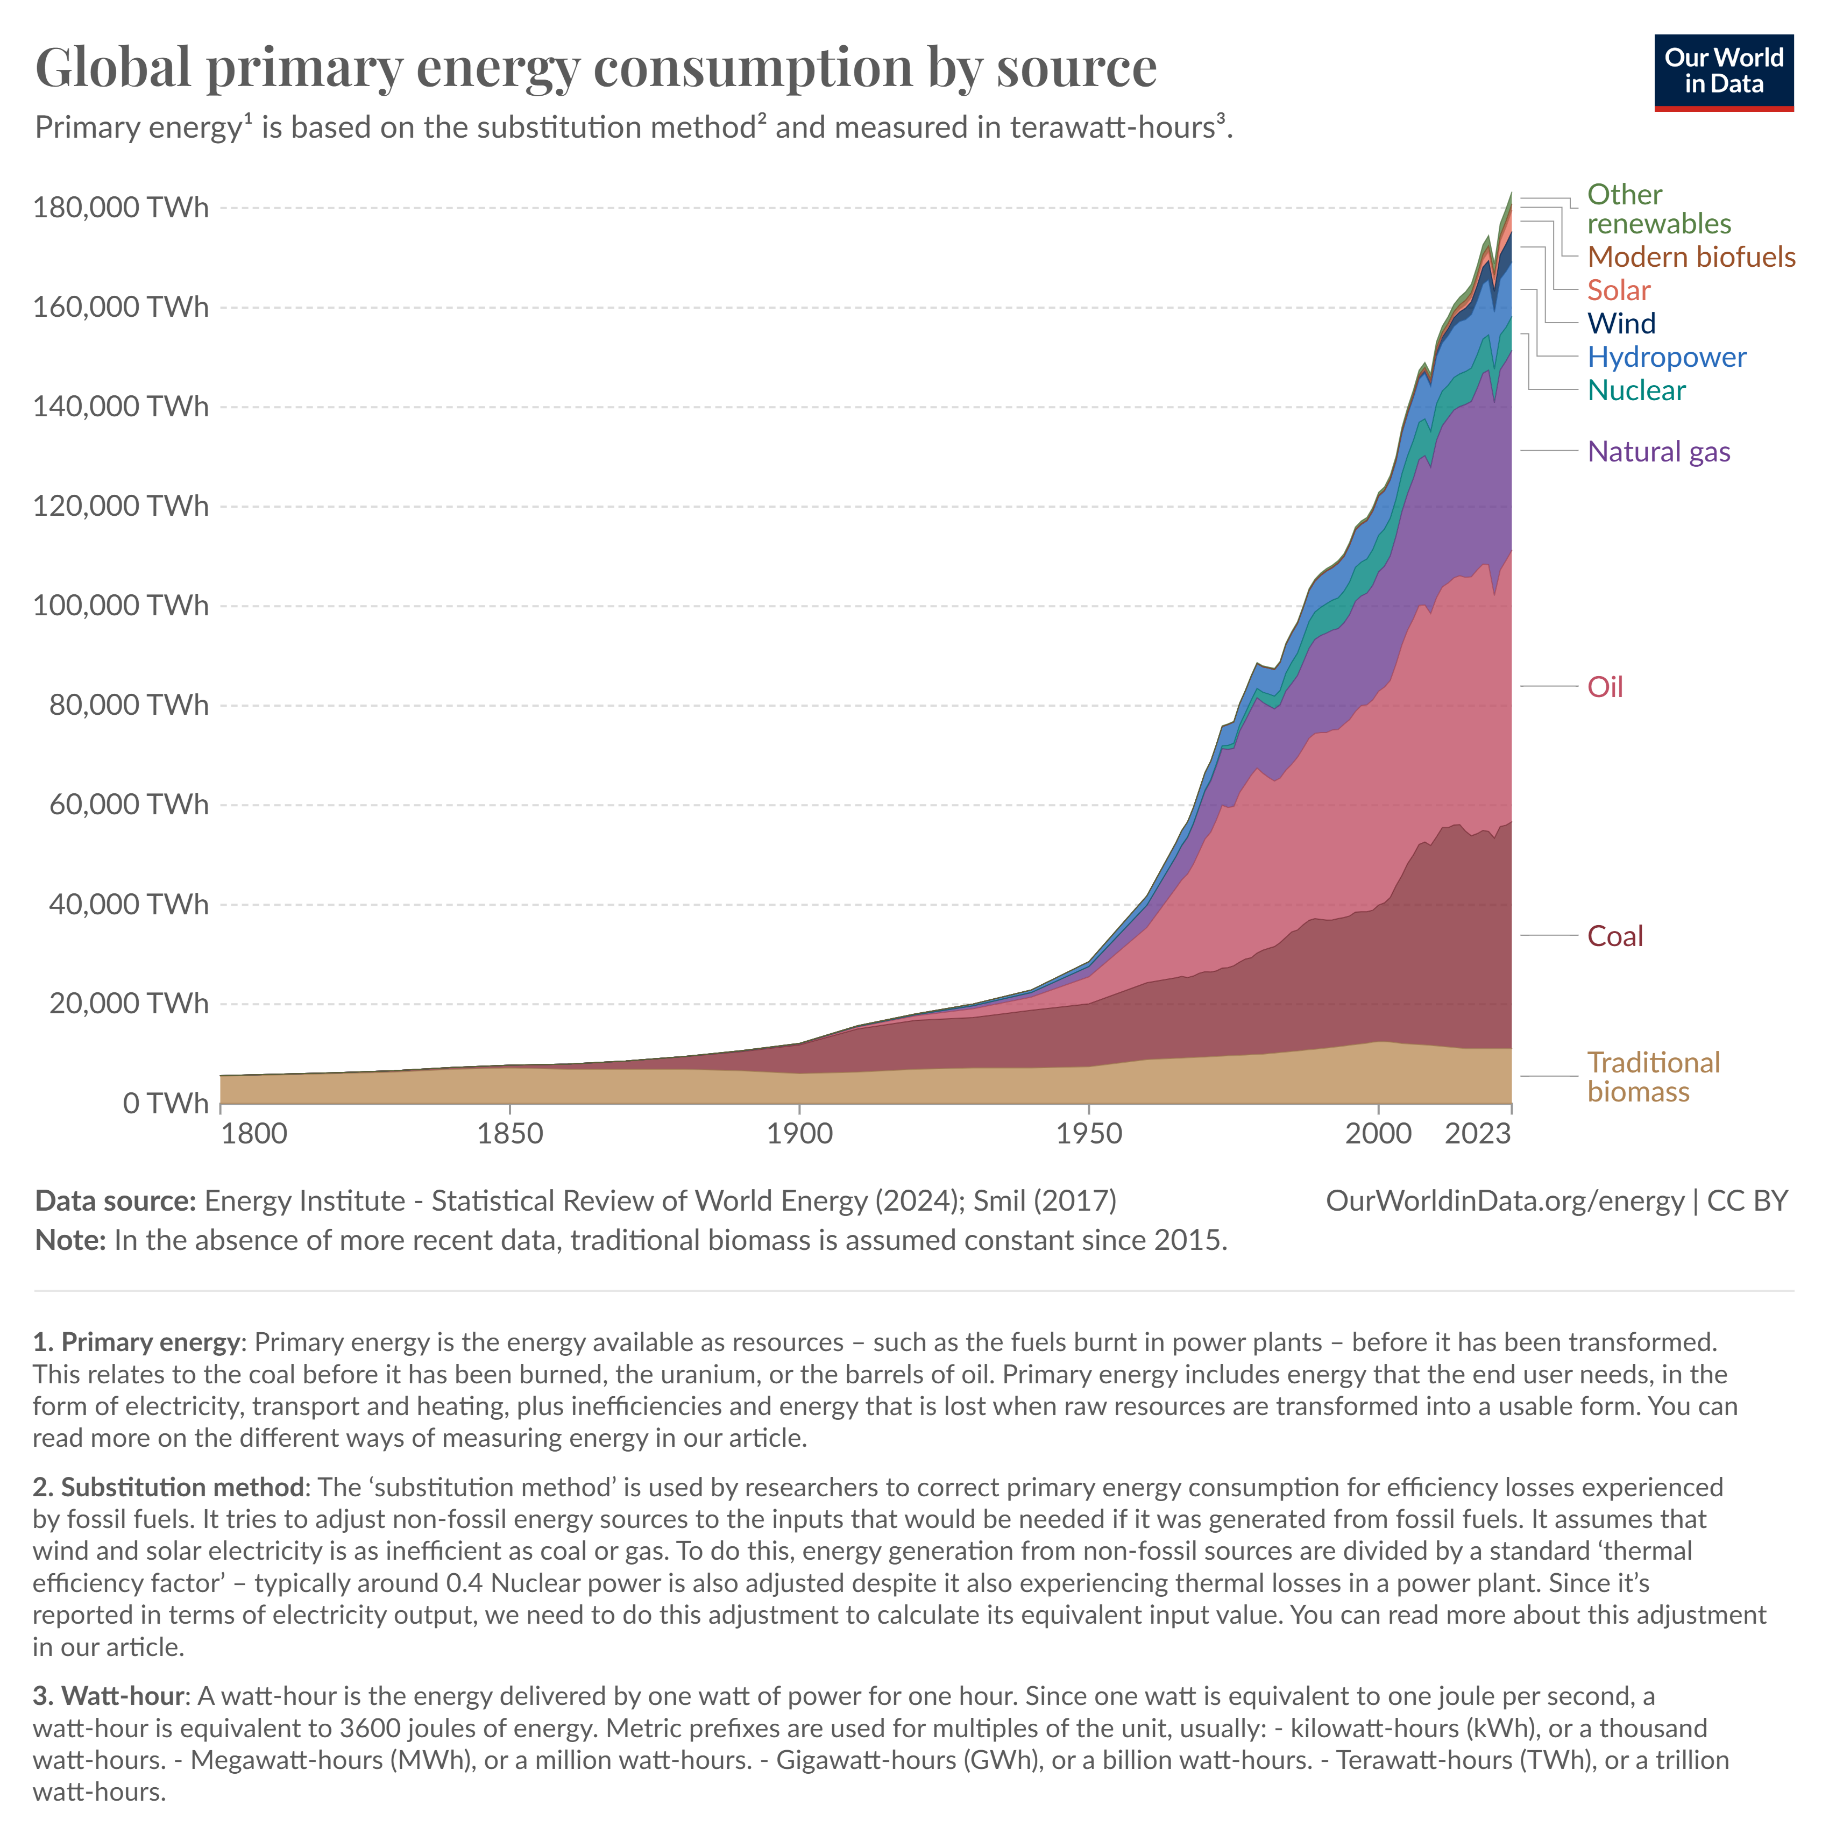 Global primary energy consumption by source
Our World
in Data
Primary energy¹ is based on the substitution method² and measured in terawatt-hours³.
180,000 TWh
160,000 TWh
140,000 TWh
120,000 TWh
100,000 TWh
80,000 TWh
60,000 TWh
40,000 TWh
20,000 TWh
0 TWh
Other
renewables
Modern biofuels
Solar
Wind
Hydropower
Nuclear
Natural gas
Oil
Coal
Traditional
biomass
1800 1850 1900 1950 2000 2023
Data source: Energy Institute - Statistical Review of World Energy (2024); Smil (2017)
OurWorldinData.org/energy | CC BY
Note: In the absence of more recent data, traditional biomass is assumed constant since 2015.
1. Primary energy: Primary energy is the energy available as resources – such as the fuels burnt in power plants – before it has been transformed.
This relates to the coal before it has been burned, the uranium, or the barrels of oil. Primary energy includes energy that the end user needs, in the
form of electricity, transport and heating, plus inefficiencies and energy that is lost when raw resources are transformed into a usable form. You can
read more on the different ways of measuring energy in our article.
2. Substitution method: The ‘substitution method’ is used by researchers to correct primary energy consumption for efficiency losses experienced
by fossil fuels. It tries to adjust non-fossil energy sources to the inputs that would be needed if it was generated from fossil fuels. It assumes that
wind and solar electricity is as inefficient as coal or gas. To do this, energy generation from non-fossil sources are divided by a standard ‘thermal
efficiency factor’ – typically around 0.4 Nuclear power is also adjusted despite it also experiencing thermal losses in a power plant. Since it’s
reported in terms of electricity output, we need to do this adjustment to calculate its equivalent input value. You can read more about this adjustment
in our article.
3. Watt-hour: A watt-hour is the energy delivered by one watt of power for one hour. Since one watt is equivalent to one joule per second, a
watt-hour is equivalent to 3600 joules of energy. Metric prefixes are used for multiples of the unit, usually: - kilowatt-hours (kWh), or a thousand
watt-hours. - Megawatt-hours (MWh), or a million watt-hours. - Gigawatt-hours (GWh), or a billion watt-hours. - Terawatt-hours (TWh), or a trillion
watt-hours.